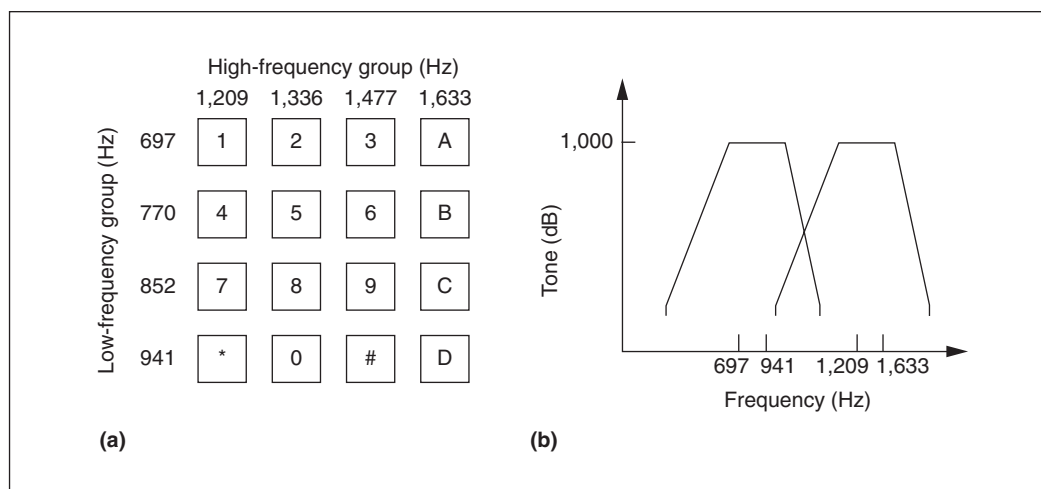 High-frequency group (Hz)
1,209 1,336 1,477 1,633
Low-frequency group (Hz)
697 1 2 3 A
770 4 5 6 B
852 7 8 9 C
941 * 0 # D
(a)
1,000
Tone (dB)
697 941 1,209 1,633
Frequency (Hz)
(b)